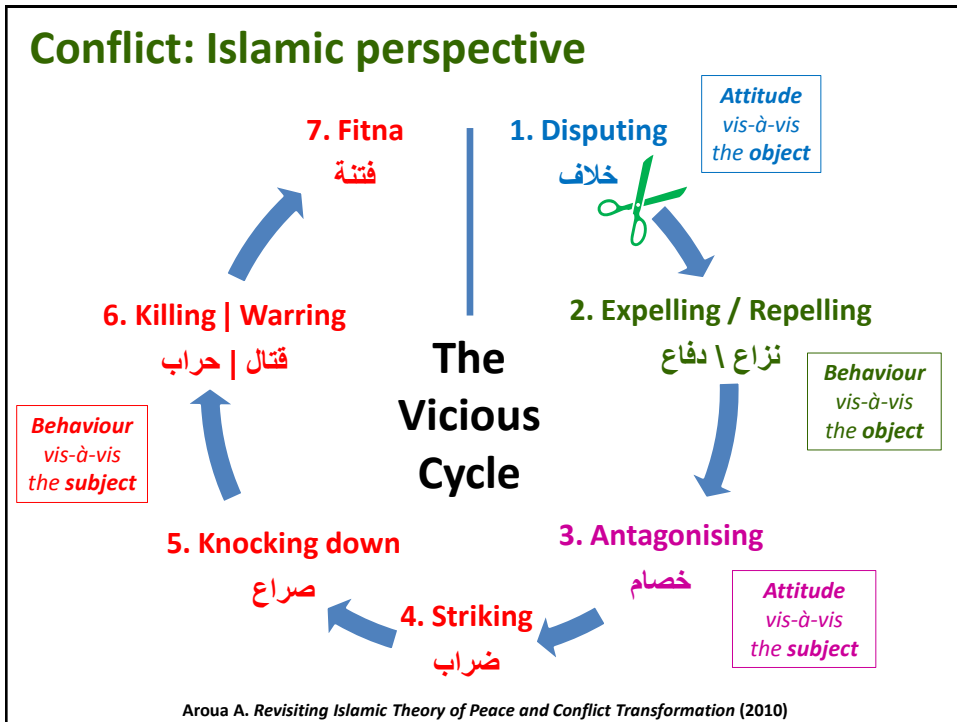 Conflict: Islamic perspective
Attitude
vis-à-vis
the object
1. Disputing
خلاف
2. Expelling / Repelling
نزاع \ دفاع
Behaviour
vis-à-vis
the object
3. Antagonising
خصام
Attitude
vis-à-vis
the subject
4. Striking
ضراب
5. Knocking down
صراع
Behaviour
vis-à-vis
the subject
6. Killing | Warring
قتال | حراب
7. Fitna
فتنة
The
Vicious
Cycle
Aroua A. Revisiting Islamic Theory of Peace and Conflict Transformation (2010)